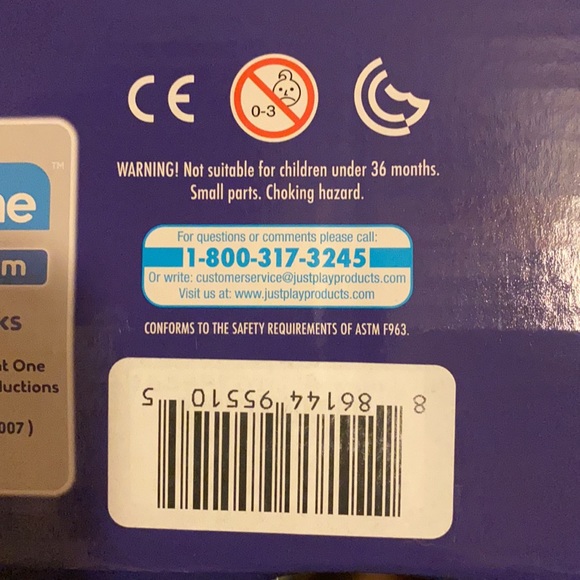 CE
0-3
WARNING! Not suitable for children under 36 months.
Small parts. Choking hazard.
For questions or comments please call:
1-800-317-3245
Or write: customerservice@justplayproducts.com
Visit us at: www.justplayproducts.com
CONFORMS TO THE SAFETY REQUIREMENTS OF ASTM F963.
TM
ne
m
KS
t One
ductions
007)
8 86144 95510 5